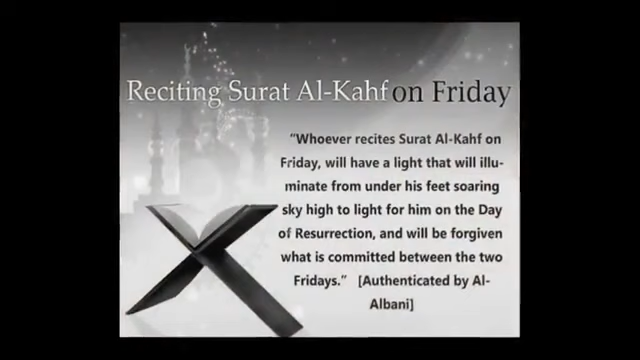 Reciting Surat Al-Kahf on Friday
“Whoever recites Surat Al-Kahf on
Friday, will have a light that will illu-
minate from under his feet soaring
sky high to light for him on the Day
of Resurrection, and will be forgiven
what is committed between the two
Fridays.” [Authenticated by Al-
Albani]